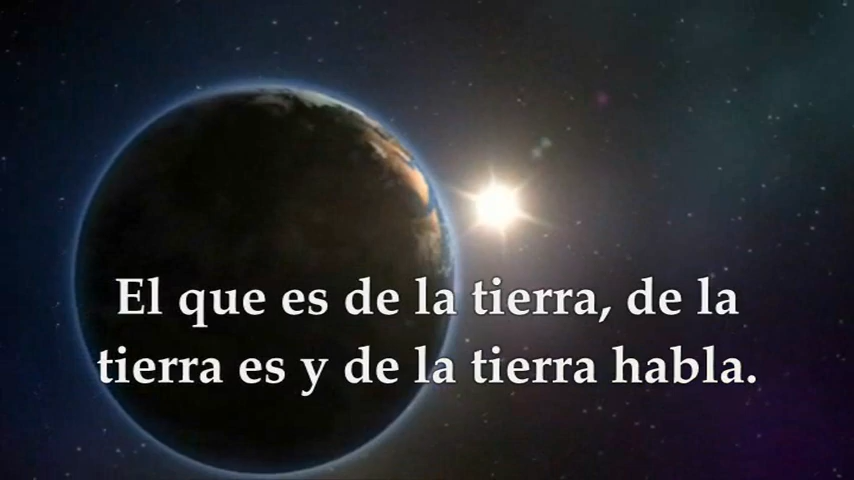 El que es de la tierra, de la
tierra es y de la tierra habla.